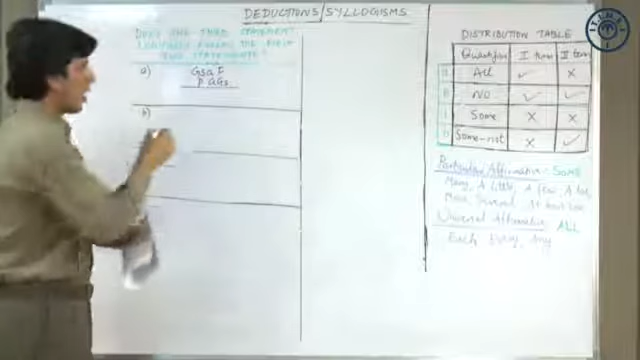 DEDUCTIONS/SYLLOGISMS
DOES THE THIRD STATEMENT
LOGICALLY FOLLOW THE FIRST
TWO STATEMENTS?
a) GsaF
PaGs
b)
DISTRIBUTION TABLE
Quantifier I term II term
A All ✓ x
E No ✓ ✓
I Some x x
O Some-not x ✓
Particular Affirmative - SOME
Many, A little, A few, A lot,
Most, Several, At least one
Universal Affirmative ALL
Each, Every, Any